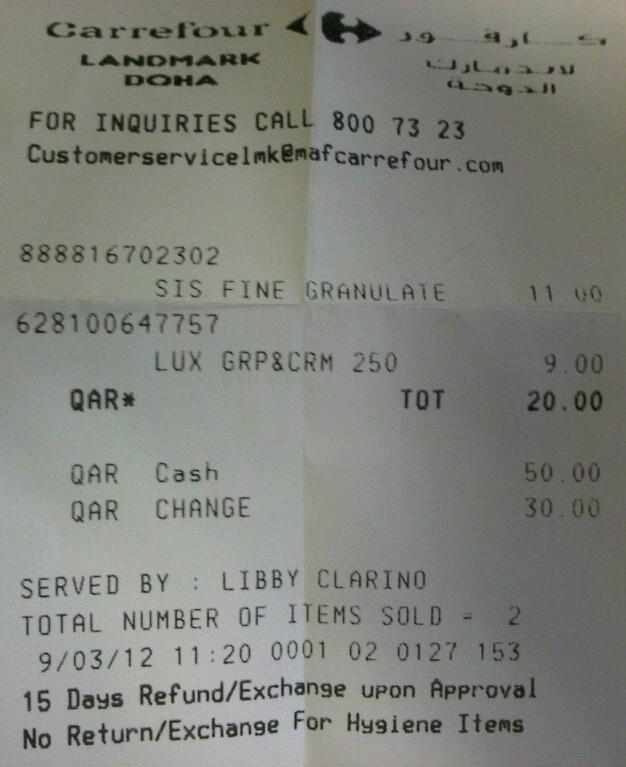 Carrefour كارفور
LANDMARK لاندمارك
DOHA الدوحة
FOR INQUIRIES CALL 800 73 23
Customerservicelmk@mafcarrefour.com
888816702302
SIS FINE GRANULATE 11.00
628100647757
LUX GRP&CRM 250 9.00
QAR* TOT 20.00
QAR Cash 50.00
QAR CHANGE 30.00
SERVED BY : LIBBY CLARINO
TOTAL NUMBER OF ITEMS SOLD = 2
9/03/12 11:20 0001 02 0127 153
15 Days Refund/Exchange upon Approval
No Return/Exchange For Hygiene Items